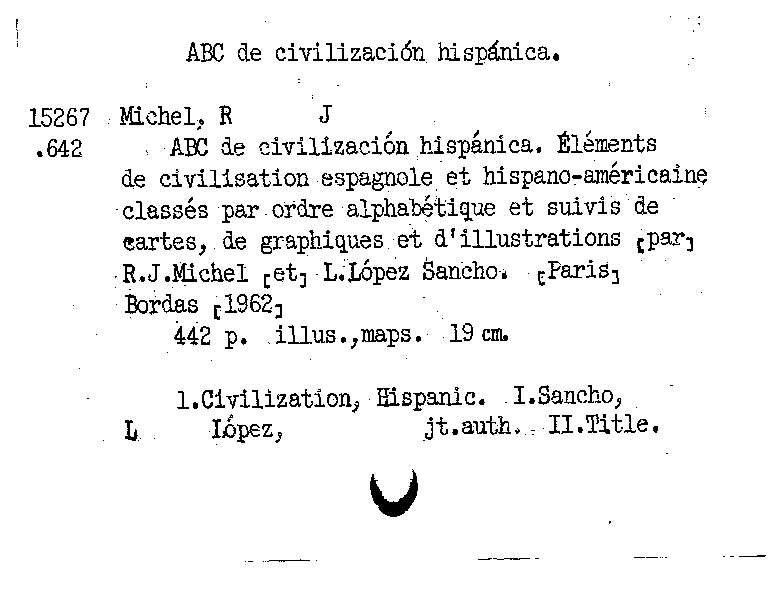 ABC de civilización hispánica.
15267 Michel, R J
.642 ABC de civilización hispánica. Éléments
de civilisation espagnole et hispano-américaine
classés par ordre alphabétique et suivis de
cartes, de graphiques et d'illustrations [par]
R.J.Michel [et] L.López Sancho. [Paris]
Bordas [1962]
442 p. illus.,maps. 19 cm.
1.Civilization, Hispanic. I.Sancho,
L López, jt.auth. II.Title.